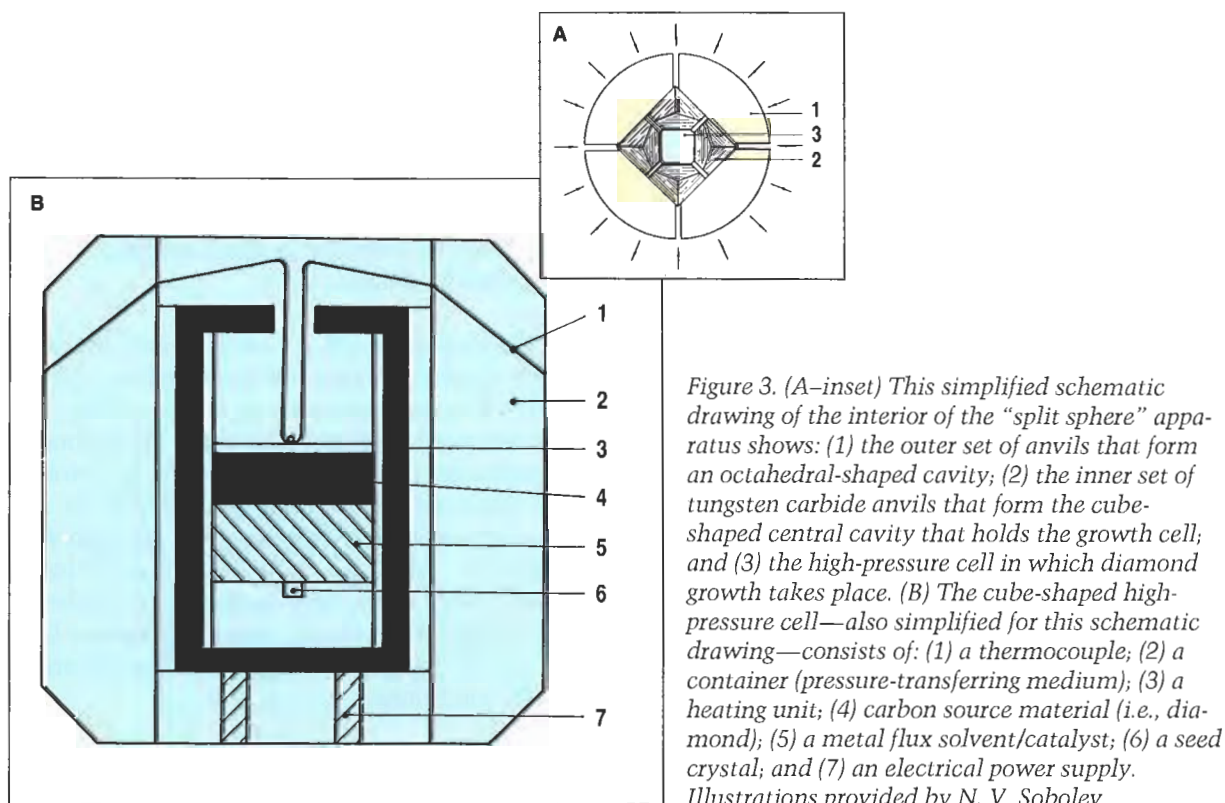 A
1
3
2
B
1
2
3
4
5
6
7
Figure 3. (A–inset) This simplified schematic
drawing of the interior of the “split sphere” appa-
ratus shows: (1) the outer set of anvils that form
an octahedral-shaped cavity; (2) the inner set of
tungsten carbide anvils that form the cube-
shaped central cavity that holds the growth cell;
and (3) the high-pressure cell in which diamond
growth takes place. (B) The cube-shaped high-
pressure cell—also simplified for this schematic
drawing—consists of: (1) a thermocouple; (2) a
container (pressure-transferring medium); (3) a
heating unit; (4) carbon source material (i.e., dia-
mond); (5) a metal flux solvent/catalyst; (6) a seed
crystal; and (7) an electrical power supply.
Illustrations provided by N. V. Sobolev